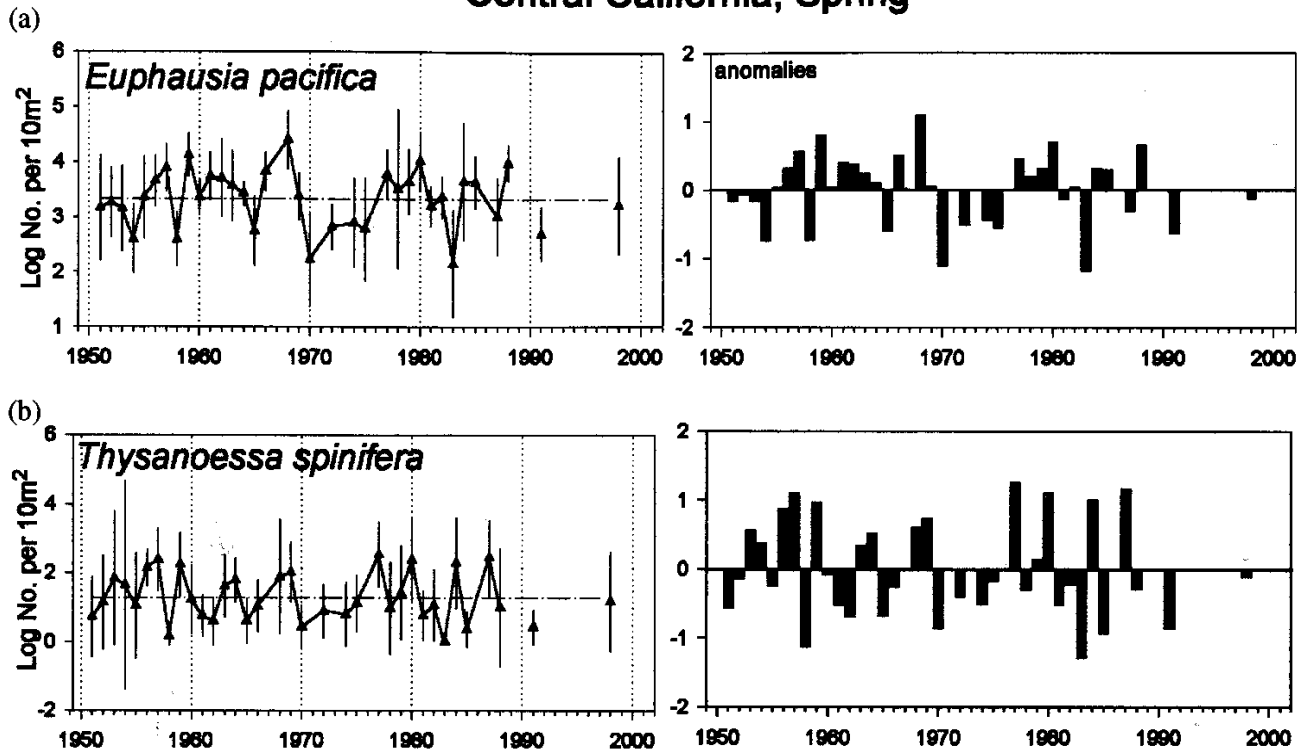 Central California, Spring
(a)
Euphausia pacifica
Log No. per 10m²
6
5
4
3
2
1
1950 1960 1970 1980 1990 2000
anomalies
2
1
0
-1
-2
1950 1960 1970 1980 1990 2000
(b)
Thysanoessa spinifera
Log No. per 10m²
6
4
2
0
-2
1950 1960 1970 1980 1990 2000
2
1
0
-1
-2
1950 1960 1970 1980 1990 2000